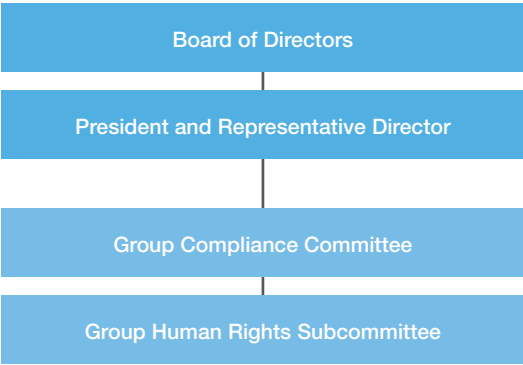 Board of Directors
President and Representative Director
Group Compliance Committee
Group Human Rights Subcommittee